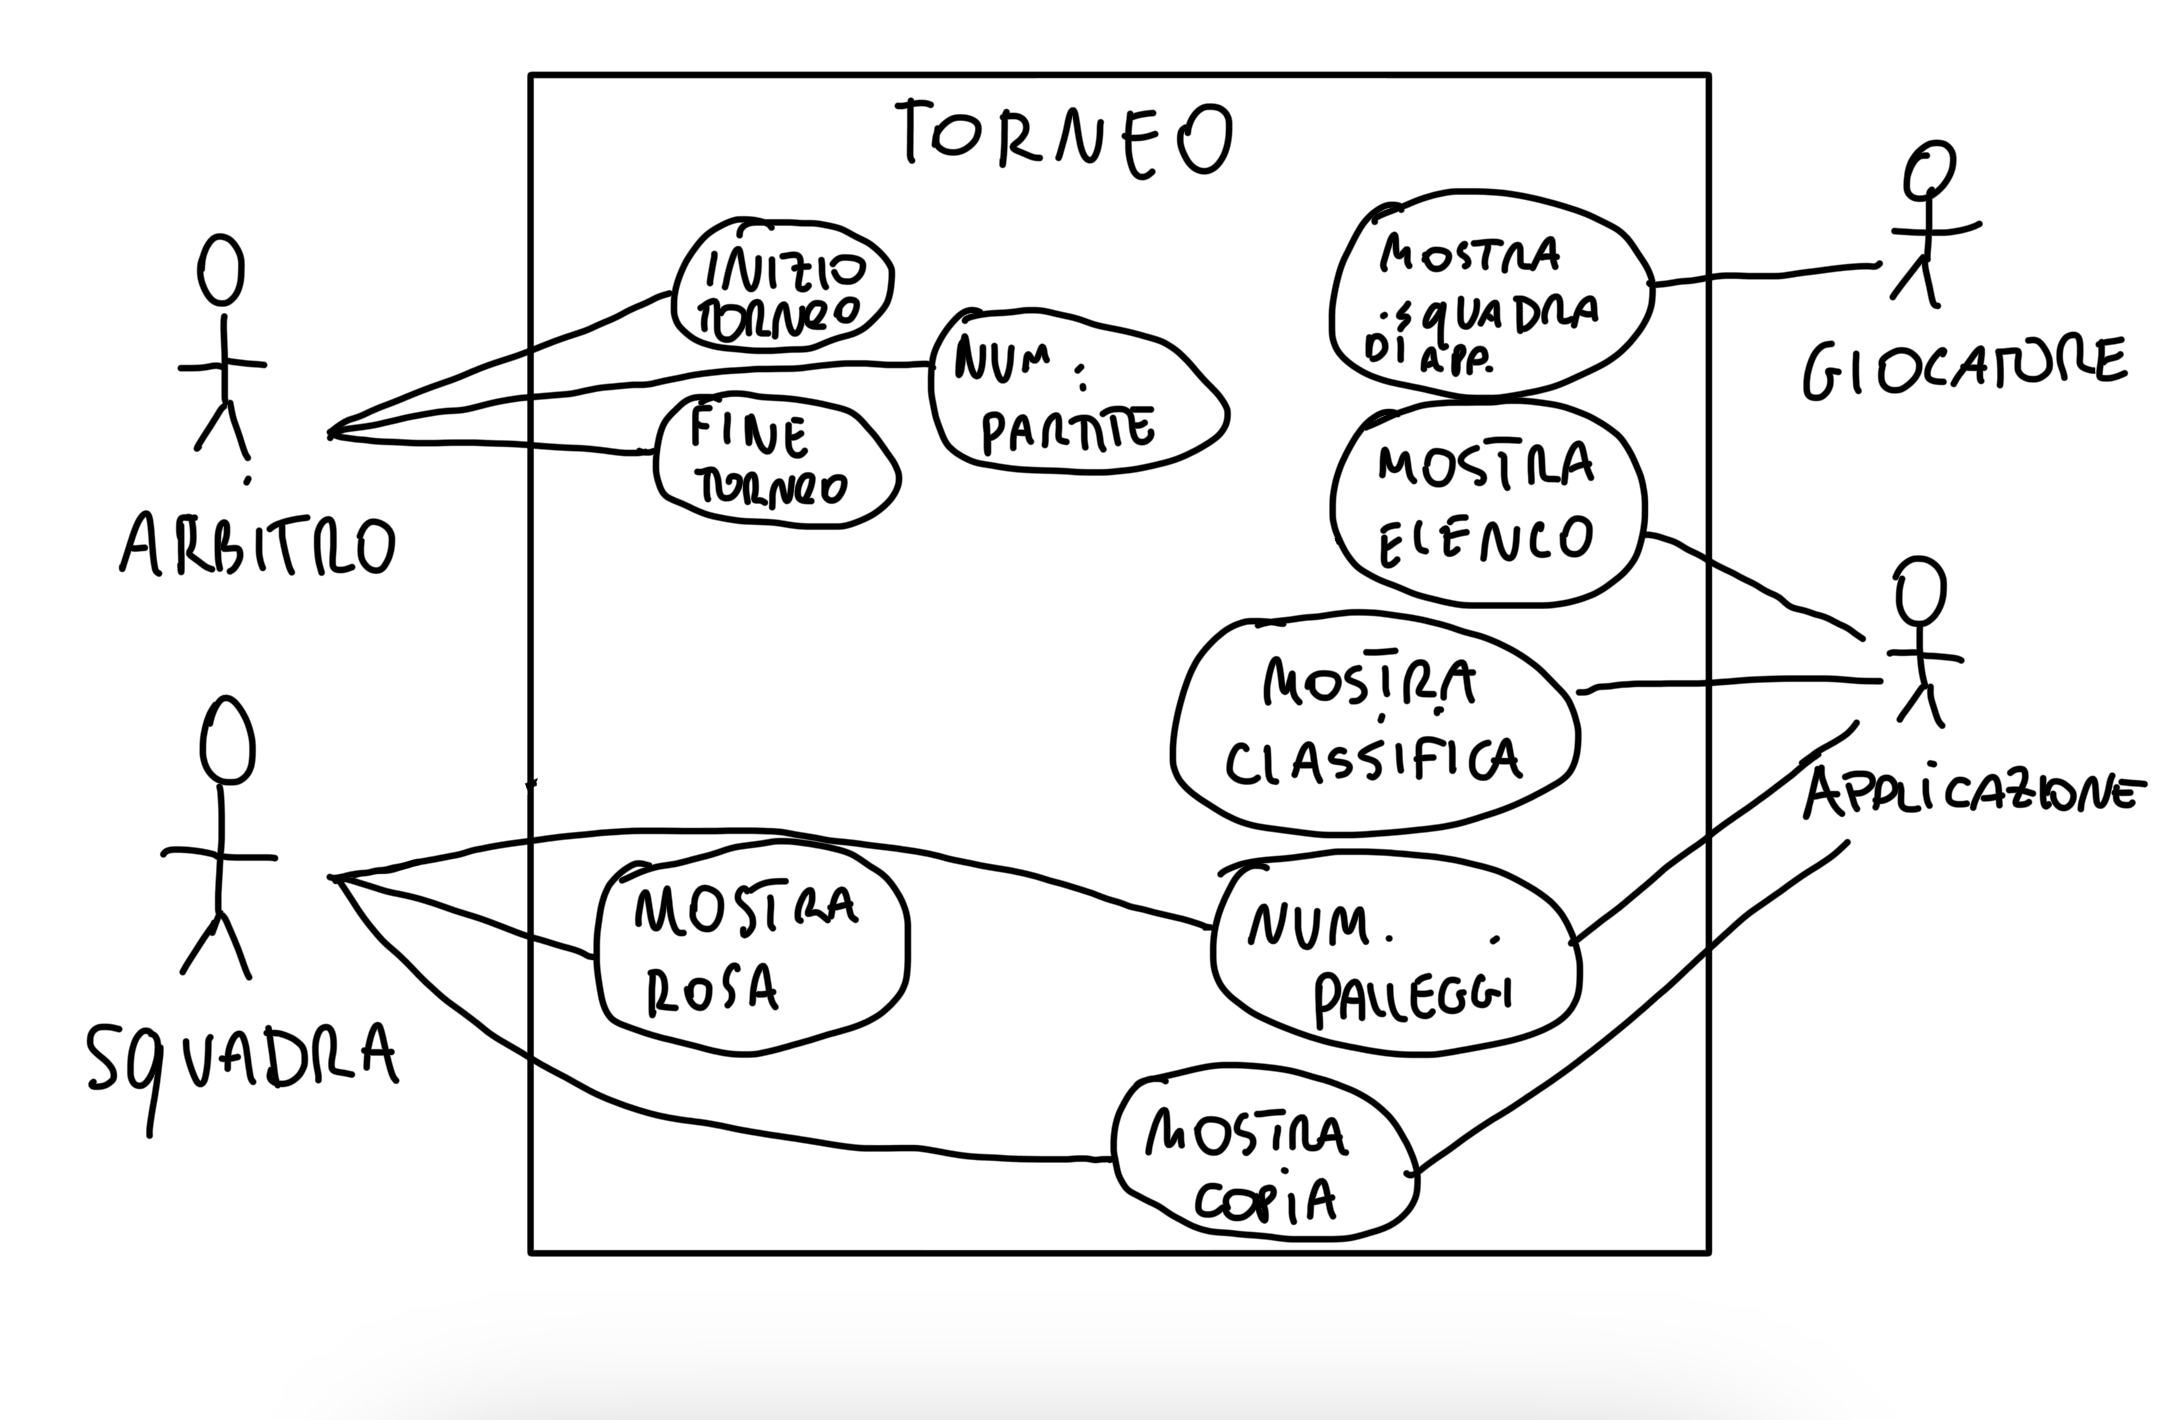 TORNEO
INIZIO
TORNEO
NUM.
PARTITE
FINE
TORNEO
ARBITRO
MOSTRA
SQUADRA
DI APP.
GIOCATORE
MOSTRA
ELENCO
MOSTRA
CLASSIFICA
APPLICAZIONE
MOSTRA
ROSA
NUM.
PALLEGGI
SQUADRA
MOSTRA
COPIA